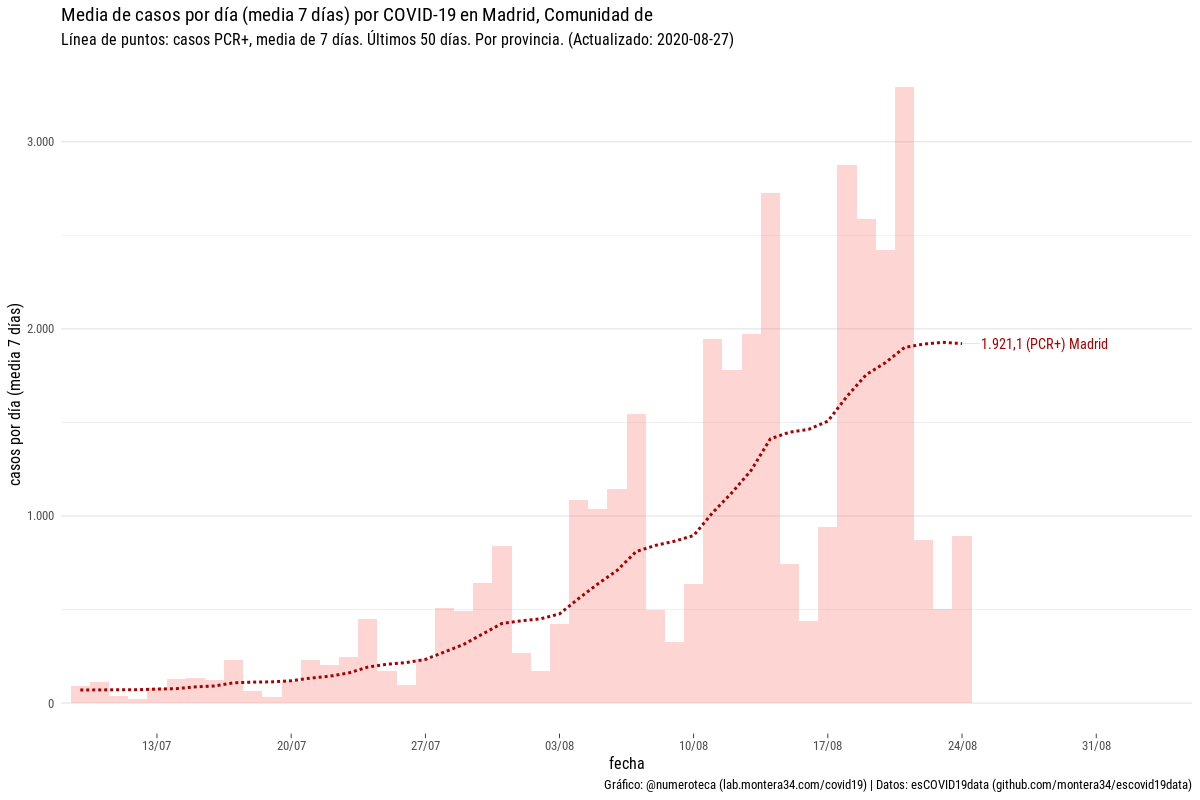 Media de casos por día (media 7 días) por COVID-19 en Madrid, Comunidad de
Línea de puntos: casos PCR+, media de 7 días. Últimos 50 días. Por provincia. (Actualizado: 2020-08-27)
casos por día (media 7 días)
3.000
2.000
1.000
0
1.921,1 (PCR+) Madrid
13/07
20/07
27/07
03/08
10/08
17/08
24/08
31/08
fecha
Gráfico: @numeroteca (lab.montera34.com/covid19) | Datos: esCOVID19data (github.com/montera34/escovid19data)